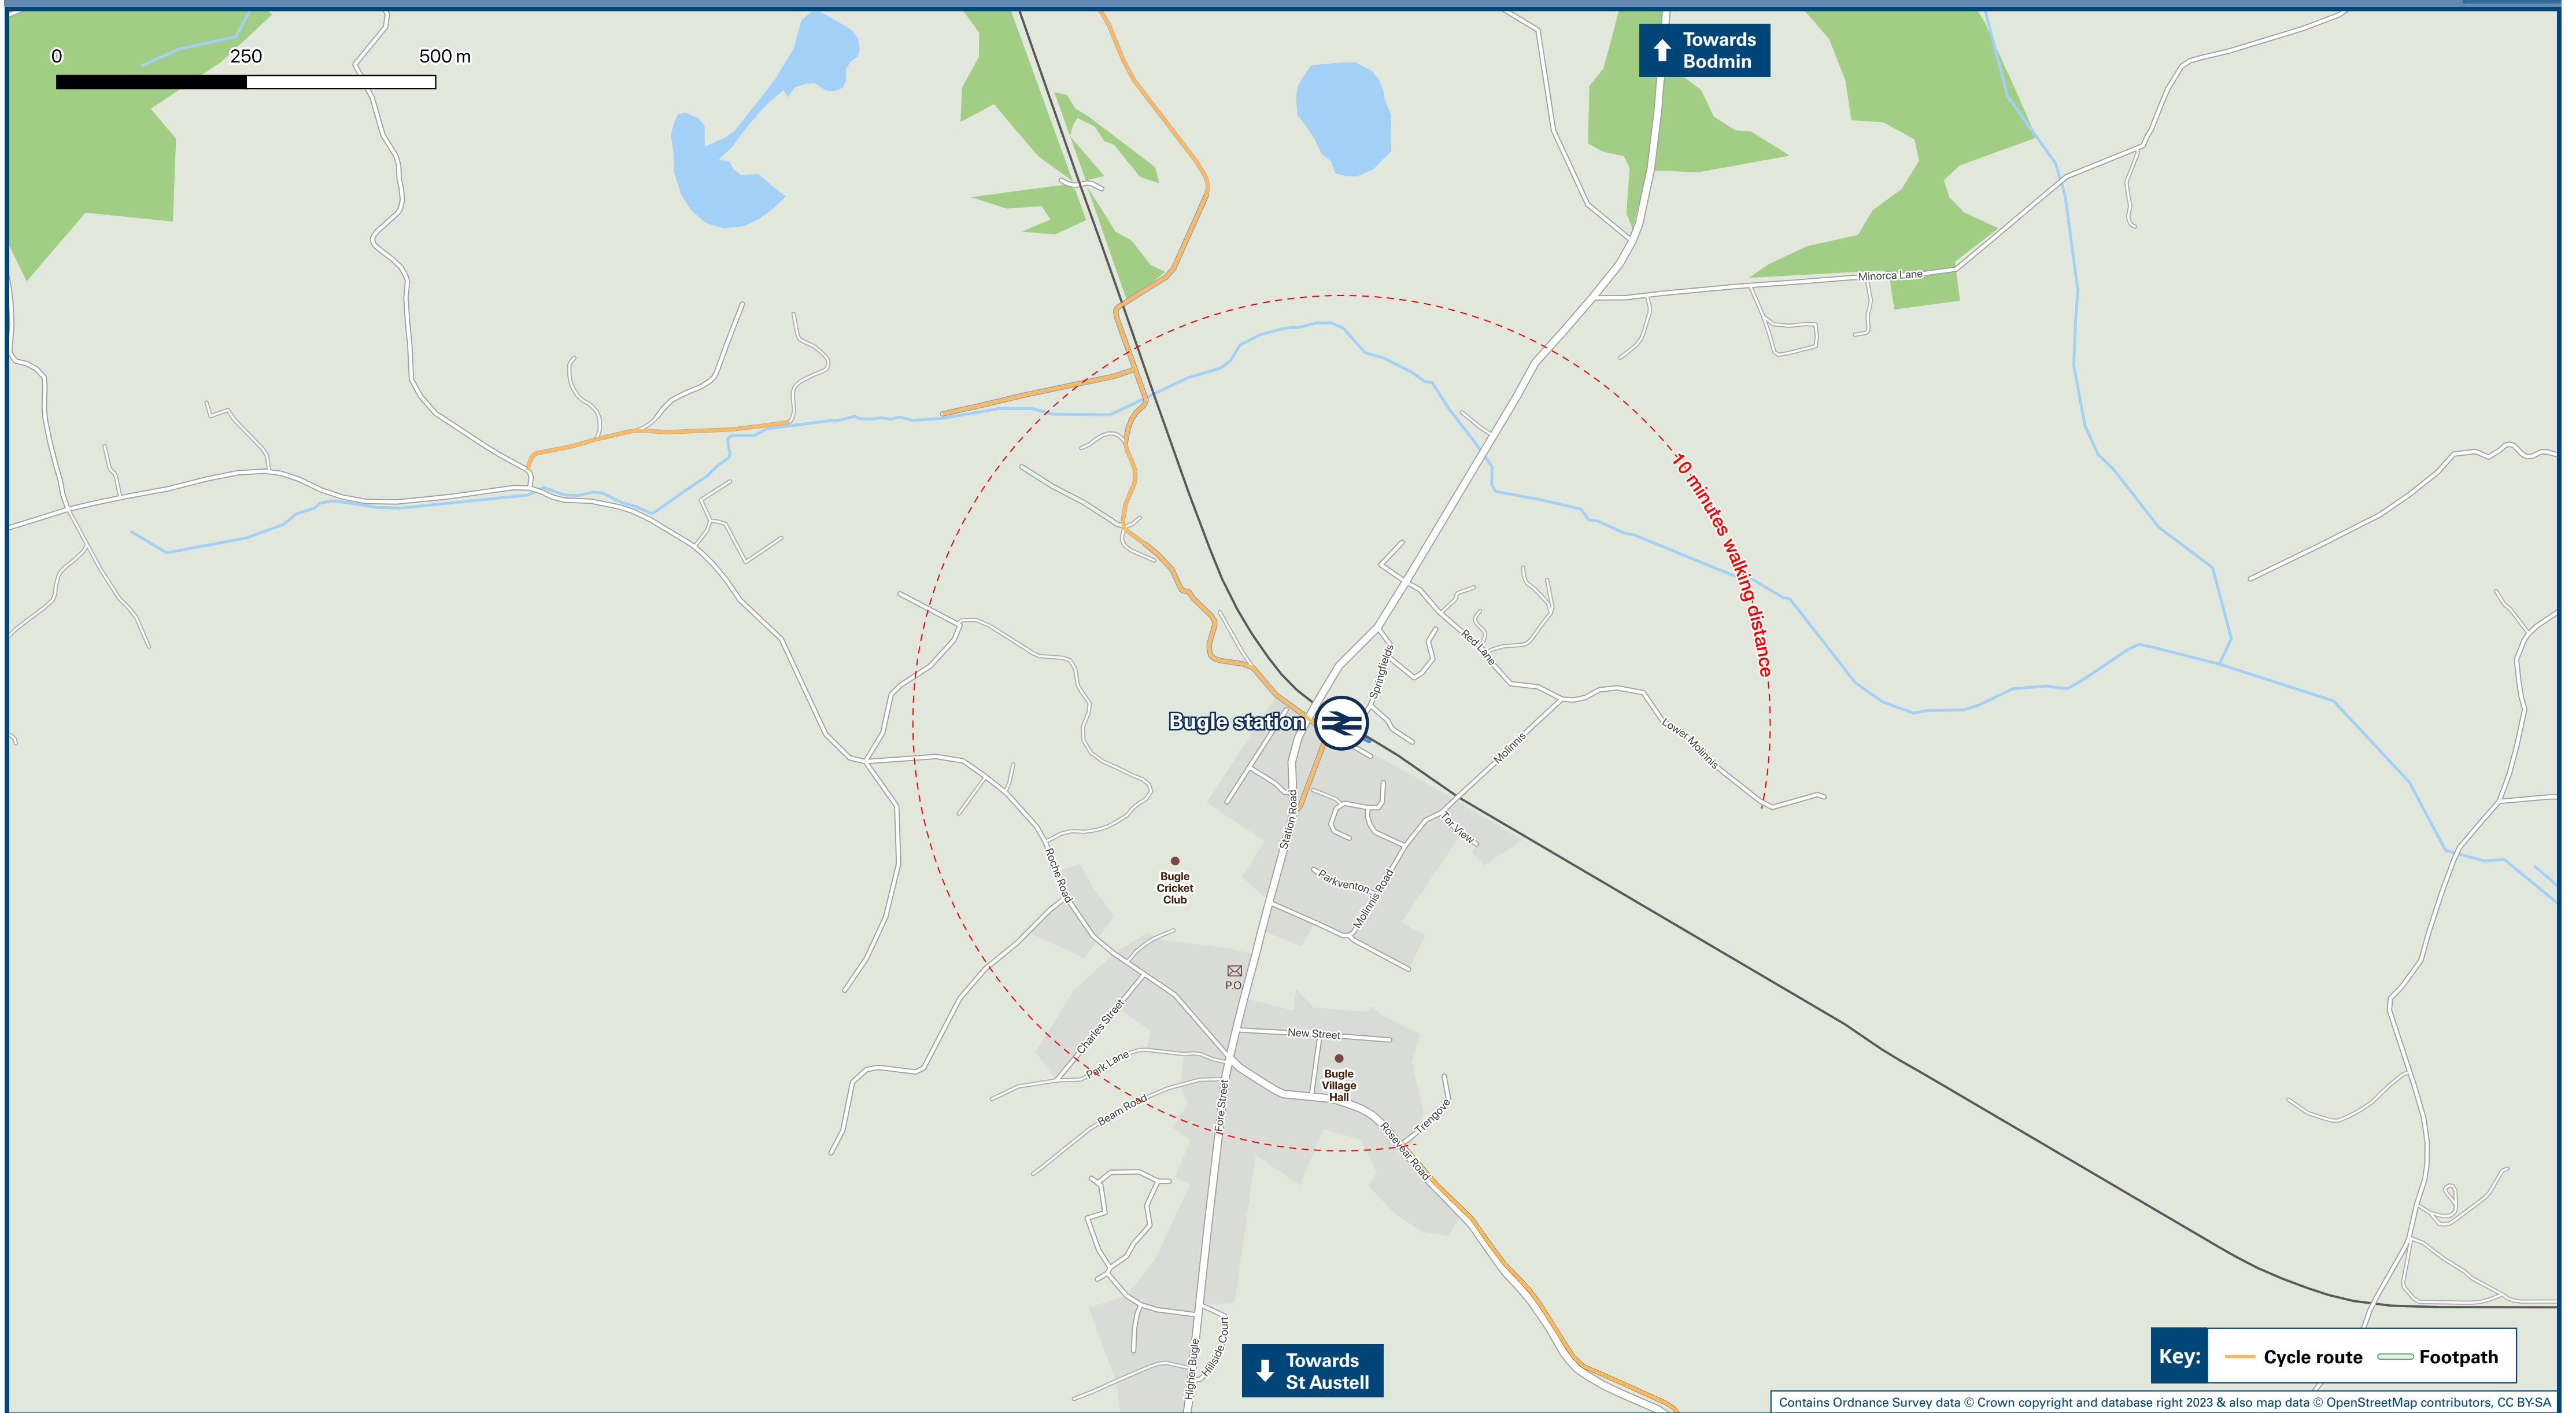 0 250 500 m
Towards
Bodmin
Minorca Lane
10 minutes walking distance
Red Lane
Springfields
Bugle station
Lower Molinnis
Molinnis
Station Road
Tor View
Bugle
Cricket
Club
Roche Road
Parkventon
Molinnis Road
P.O.
Charles Street
New Street
Park Lane
Bugle
Village
Hall
Beam Road
Fore Street
Trengove
Rosevear Road
Hillside Court
Higher Bugle
Towards
St Austell
Key: Cycle route Footpath
Contains Ordnance Survey data © Crown copyright and database right 2023 & also map data © OpenStreetMap contributors, CC BY-SA